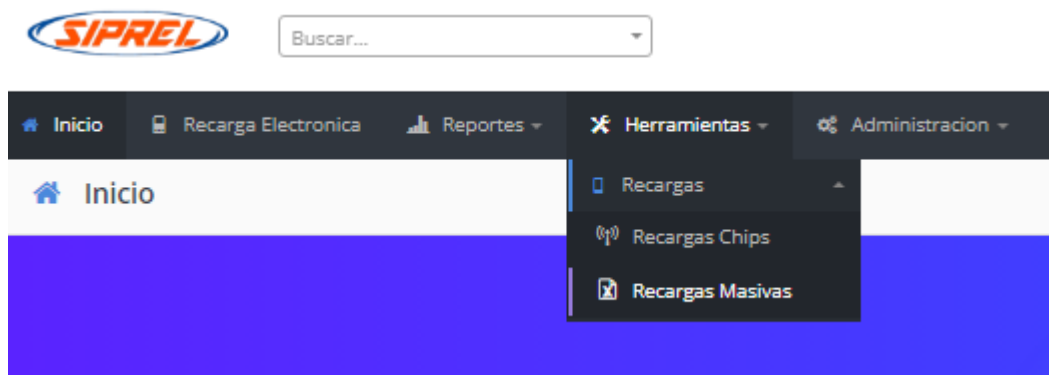 SIPREL
Buscar...
Inicio Recarga Electronica Reportes Herramientas Administracion
Inicio
Recargas
Recargas Chips
Recargas Masivas